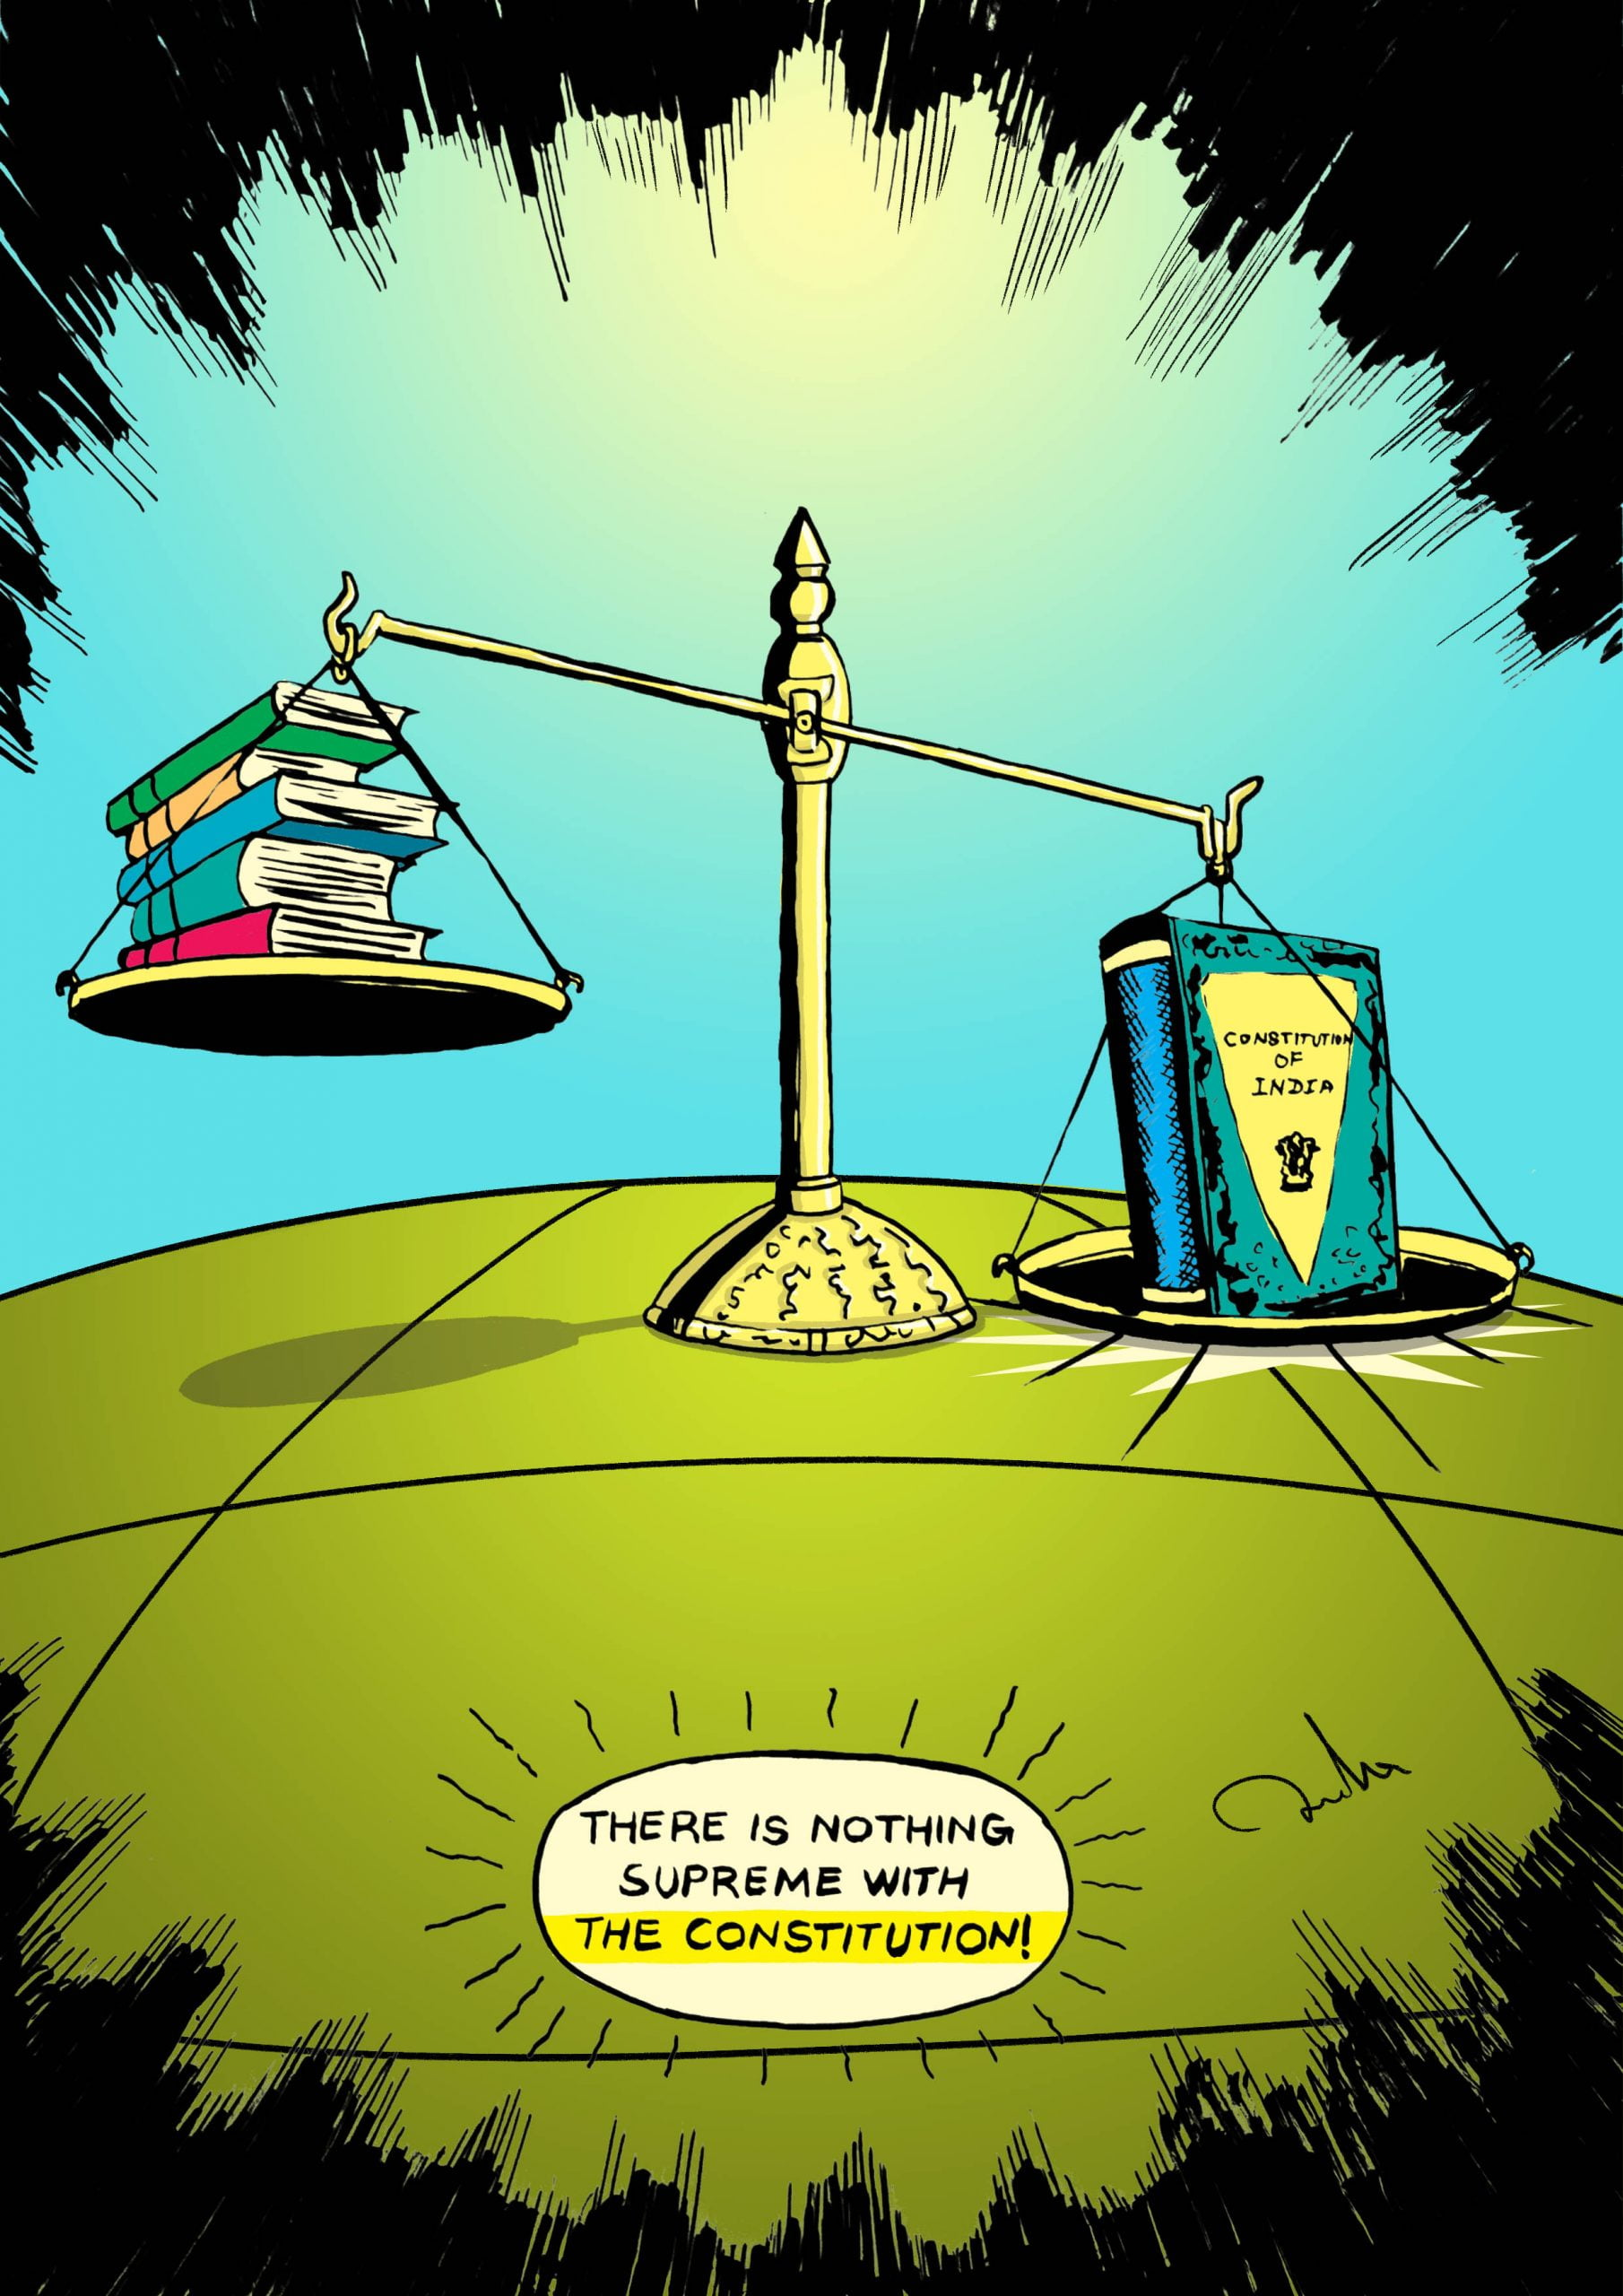 CONSTITUTION
OF
INDIA
THERE IS NOTHING
SUPREME WITH
THE CONSTITUTION!